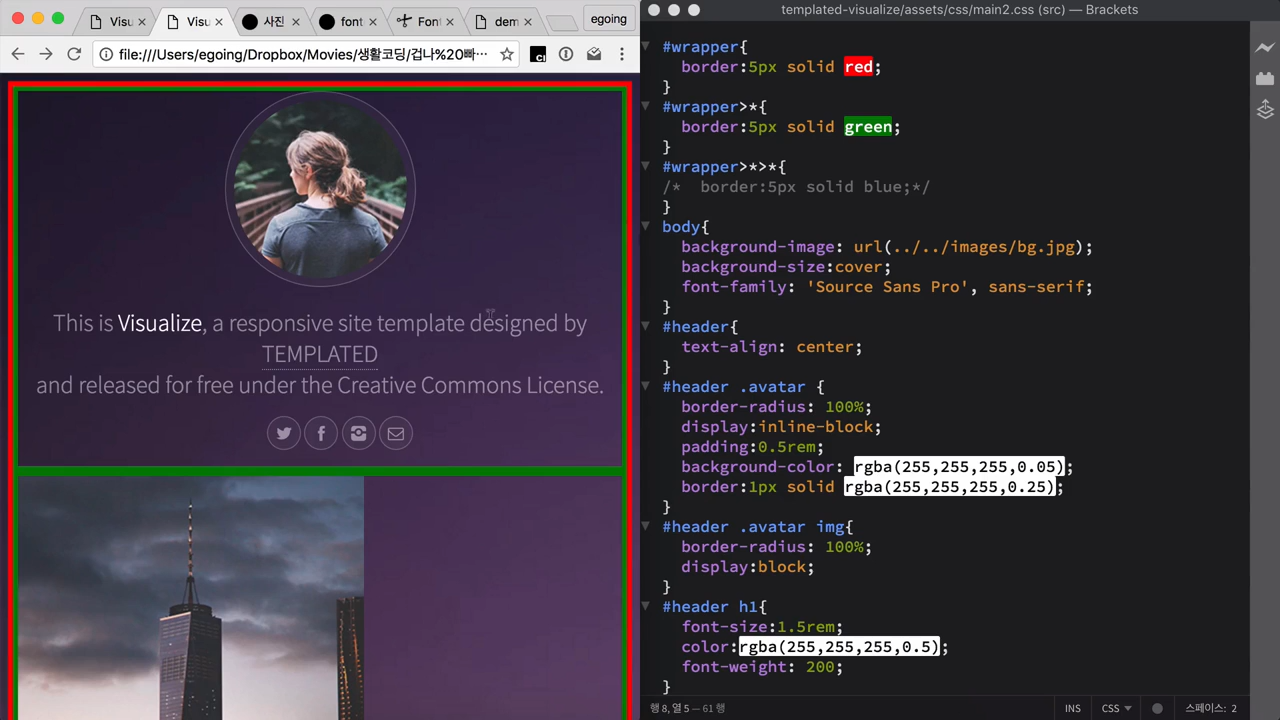 Visu
Visu
사진
font
Font
dem
egoing
file:///Users/egoing/Dropbox/Movies/생활코딩/겁나%20빠…
This is Visualize, a responsive site template designed by
TEMPLATED
and released for free under the Creative Commons License.
templated-visualize/assets/css/main2.css (src) — Brackets
#wrapper{
border:5px solid red;
}
#wrapper>*{
border:5px solid green;
}
#wrapper>*>*{
/*  border:5px solid blue;*/
}
body{
background-image: url(../../images/bg.jpg);
background-size:cover;
font-family: 'Source Sans Pro', sans-serif;
}
#header{
text-align: center;
}
#header .avatar {
border-radius: 100%;
display:inline-block;
padding:0.5rem;
background-color: rgba(255,255,255,0.05);
border:1px solid rgba(255,255,255,0.25);
}
#header .avatar img{
border-radius: 100%;
display:block;
}
#header h1{
font-size:1.5rem;
color:rgba(255,255,255,0.5);
font-weight: 200;
}
행 8, 열 5 — 61 행
INS
CSS
스페이스: 2